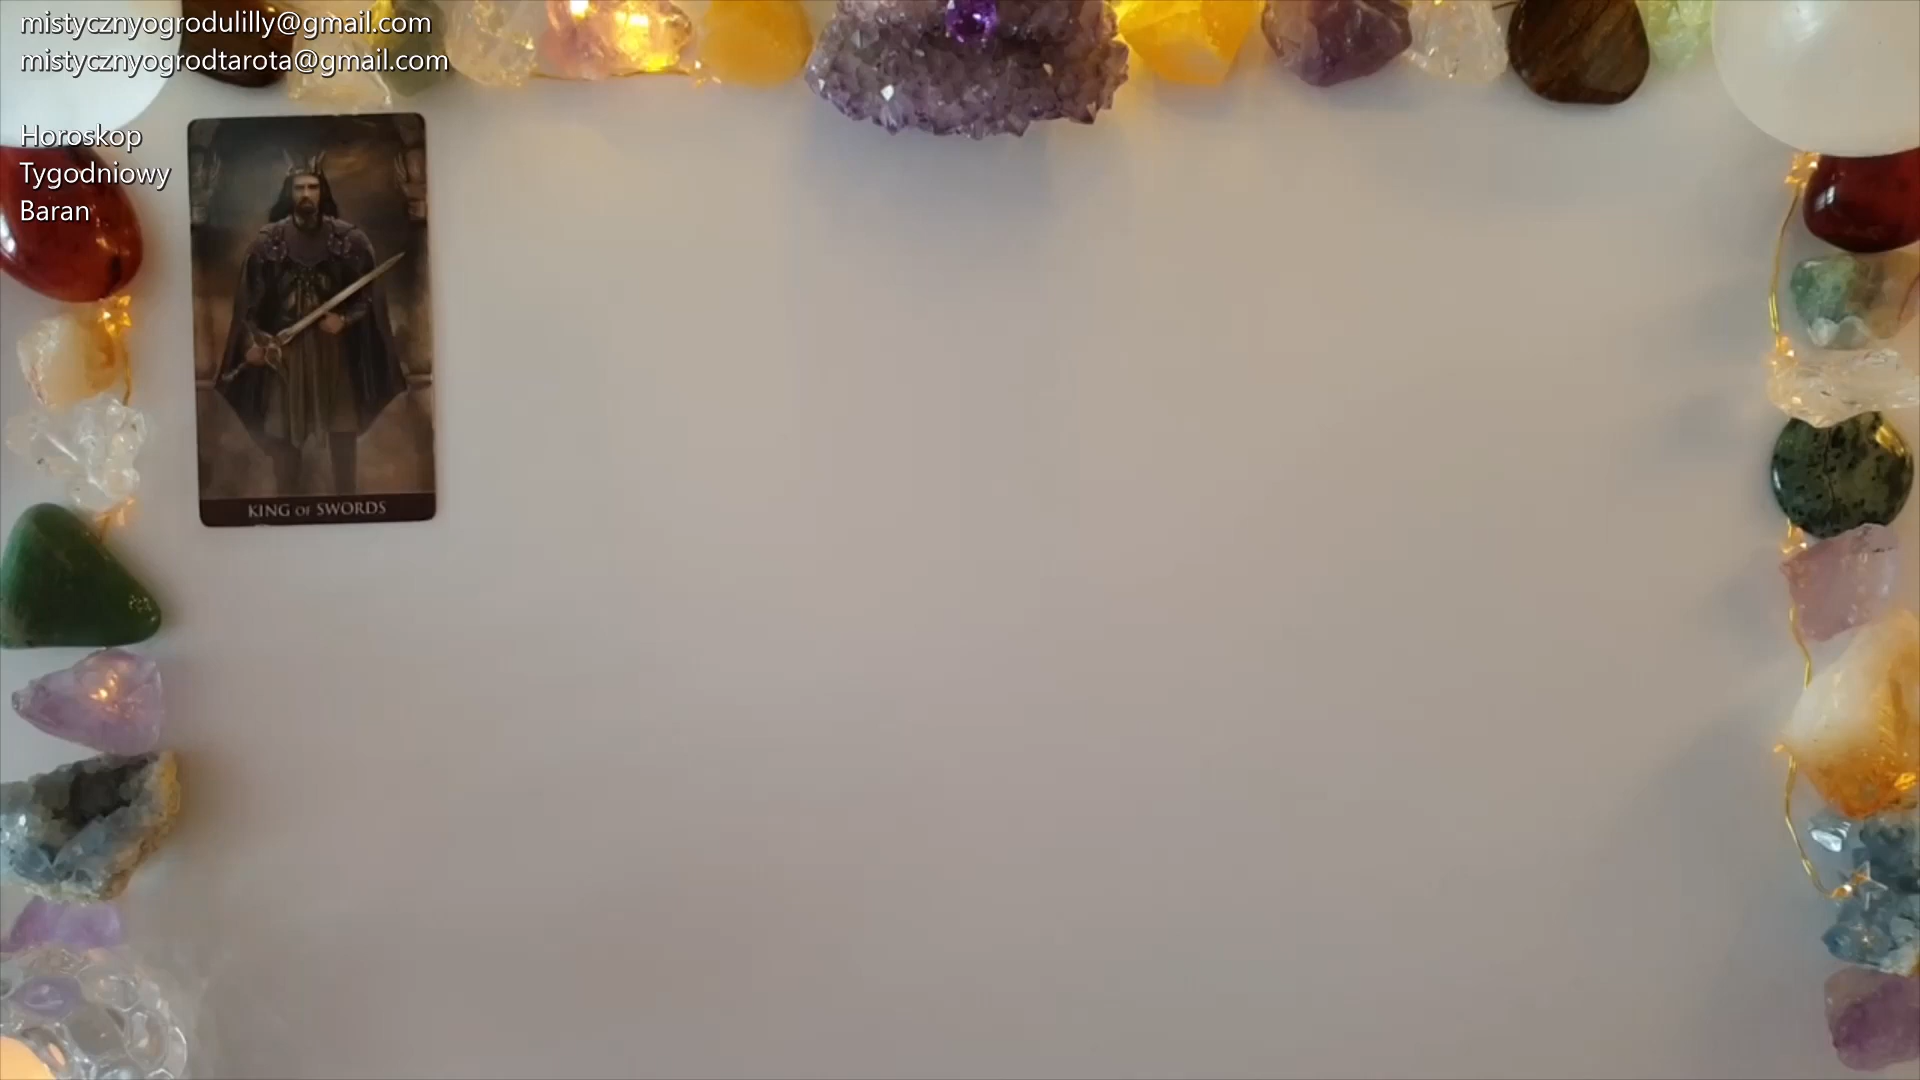 mistycznyogrodulilly@gmail.com
mistycznyogrodtarota@gmail.com
Horoskop
Tygodniowy
Baran
KING OF SWORDS